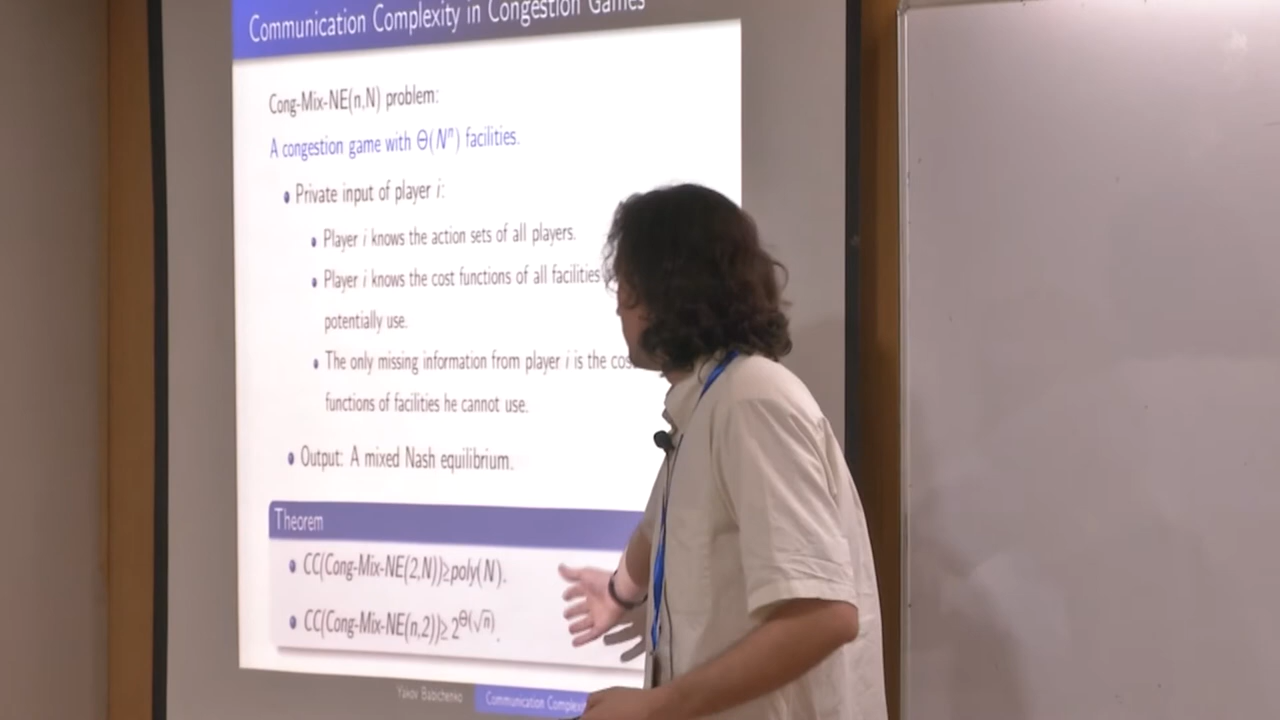 Communication Complexity in Congestion Games
Cong-Mix-NE(n,N) problem:
A congestion game with Θ(Nⁿ) facilities.
• Private input of player i:
• Player i knows the action sets of all players.
• Player i knows the cost functions of all facilities
potentially use.
• The only missing information from player i is the
functions of facilities he cannot use.
• Output: A mixed Nash equilibrium.
Theorem
• CC(Cong-Mix-NE(2,N))≥poly(N).
• CC(Cong-Mix-NE(n,2))≥ 2^Θ(√n).
Yakov Babichenko
Communication